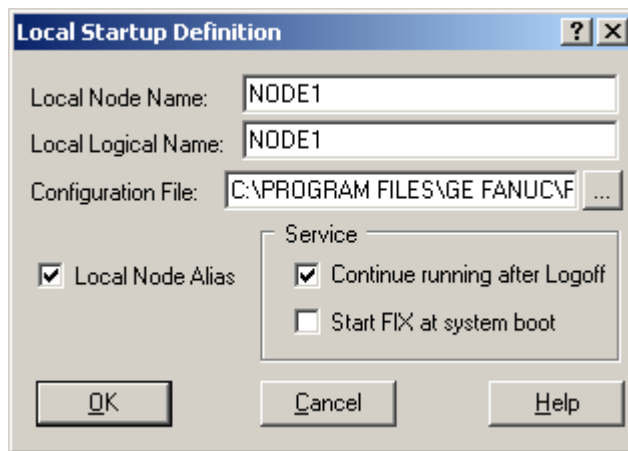 Local Startup Definition
Local Node Name: NODE1
Local Logical Name: NODE1
Configuration File: C:\PROGRAM FILES\GE FANUC\F ...
Service
Local Node Alias
Continue running after Logoff
Start FIX at system boot
OK Cancel Help